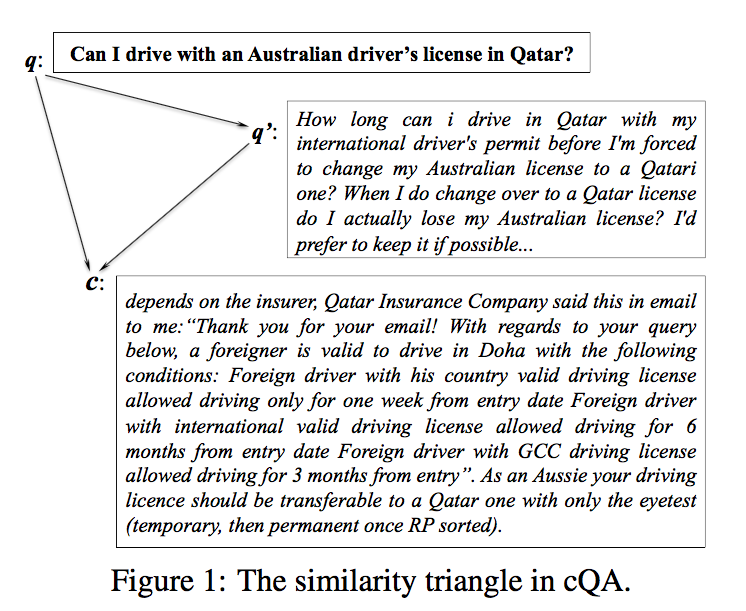 q: Can I drive with an Australian driver's license in Qatar?
q': How long can i drive in Qatar with my
international driver's permit before I'm forced
to change my Australian license to a Qatari
one? When I do change over to a Qatar license
do I actually lose my Australian license? I'd
prefer to keep it if possible...
c:
depends on the insurer, Qatar Insurance Company said this in email
to me:“Thank you for your email! With regards to your query
below, a foreigner is valid to drive in Doha with the following
conditions: Foreign driver with his country valid driving license
allowed driving only for one week from entry date Foreign driver
with international valid driving license allowed driving for 6
months from entry date Foreign driver with GCC driving license
allowed driving for 3 months from entry”. As an Aussie your driving
licence should be transferable to a Qatar one with only the eyetest
(temporary, then permanent once RP sorted).
Figure 1: The similarity triangle in cQA.